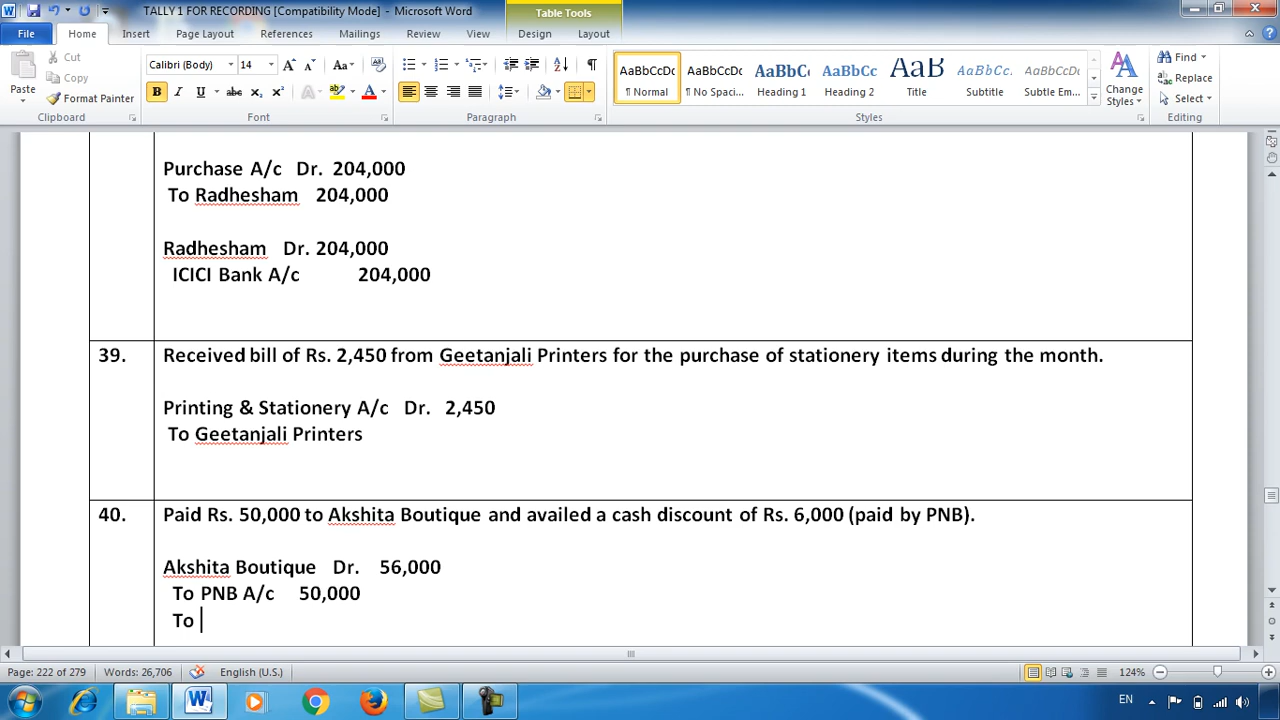 TALLY 1 FOR RECORDING [Compatibility Mode] - Microsoft Word
Table Tools
File Home Insert Page Layout References Mailings Review View Design Layout
Paste
Cut
Copy
Format Painter
Clipboard
Calibri (Body) 14
Font
Paragraph
AaBbCcDc AaBbCcDc AaBbCc AaBbCc AaB AaBbCc. AaBbCcDc
¶ Normal ¶ No Spaci... Heading 1 Heading 2 Title Subtitle Subtle Em...
Styles
Change Styles
Find
Replace
Select
Editing
Purchase A/c Dr. 204,000
To Radhesham 204,000
Radhesham Dr. 204,000
ICICI Bank A/c 204,000
39. Received bill of Rs. 2,450 from Geetanjali Printers for the purchase of stationery items during the month.
Printing & Stationery A/c Dr. 2,450
To Geetanjali Printers
40. Paid Rs. 50,000 to Akshita Boutique and availed a cash discount of Rs. 6,000 (paid by PNB).
Akshita Boutique Dr. 56,000
To PNB A/c 50,000
To
Page: 222 of 279 Words: 26,706 English (U.S.) 124%
EN